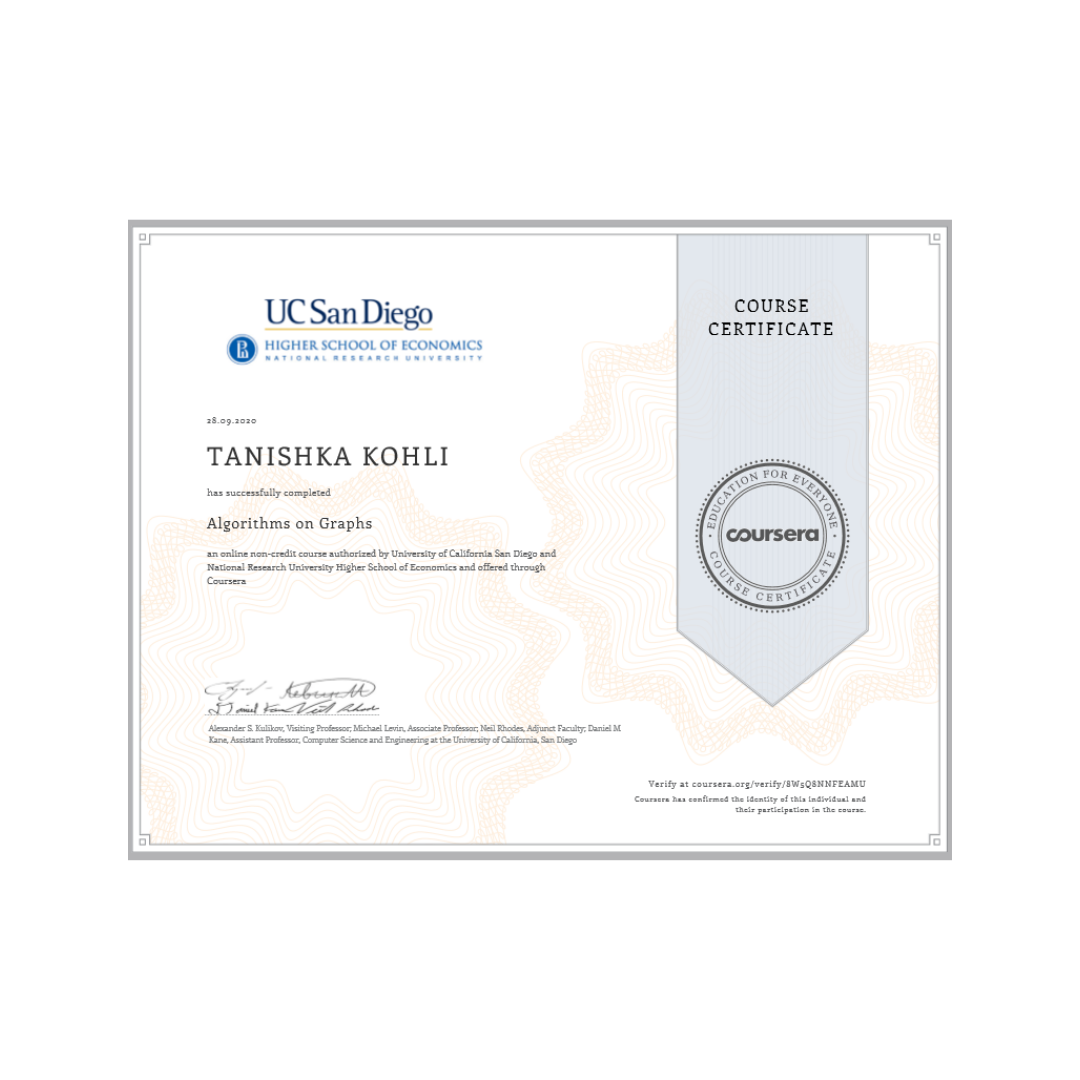 UC San Diego
HIGHER SCHOOL OF ECONOMICS
NATIONAL RESEARCH UNIVERSITY
COURSE
CERTIFICATE
28.09.2020
TANISHKA KOHLI
has successfully completed
Algorithms on Graphs
an online non-credit course authorized by University of California San Diego and
National Research University Higher School of Economics and offered through
Coursera
EDUCATION FOR EVERYONE
coursera
COURSE CERTIFICATE
Alexander S. Kulikov, Visiting Professor; Michael Levin, Associate Professor; Neil Rhodes, Adjunct Faculty; Daniel M
Kane, Assistant Professor, Computer Science and Engineering at the University of California, San Diego
Verify at coursera.org/verify/8W5Q8NNFEAMU
Coursera has confirmed the identity of this individual and
their participation in the course.